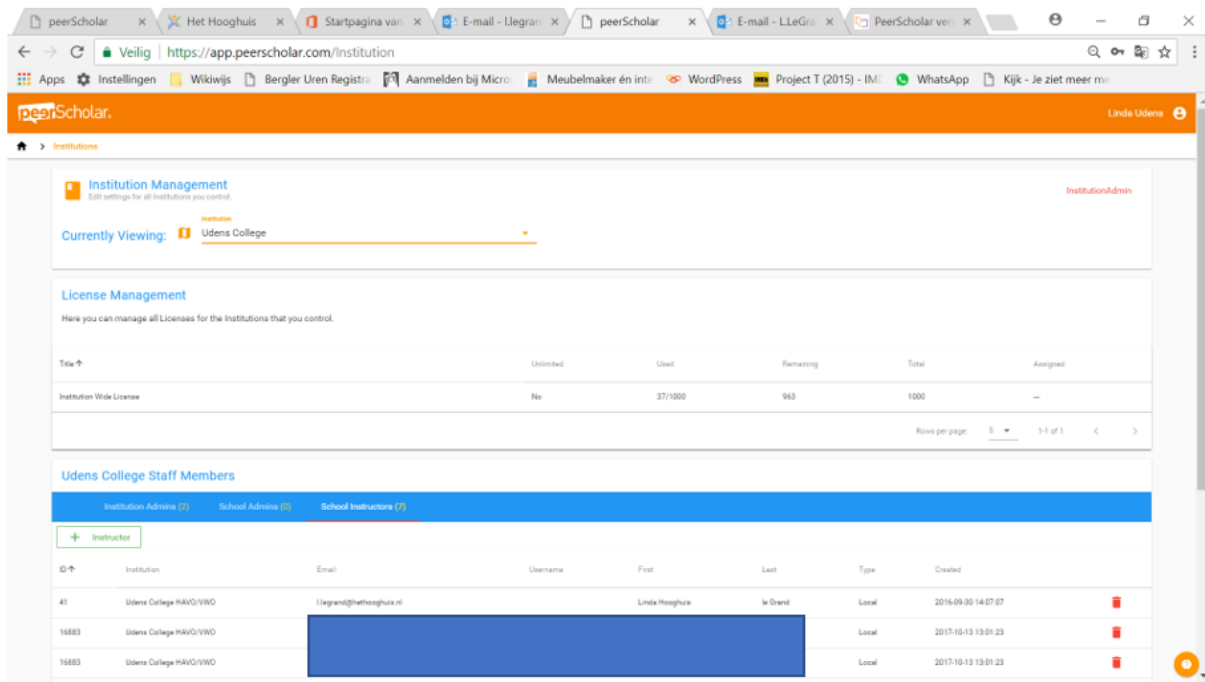 peerScholar Het Hooghuis Startpagina van E-mail - l.legran peerScholar E-mail - L.LeGra PeerScholar ver
Veilig https://app.peerscholar.com/Institution
Apps Instellingen Wikiwijs Bergler Uren Registra Aanmelden bij Micros Meubelmaker én inte WordPress Project T (2015) - IMD WhatsApp Kijk - Je ziet meer me
peerScholar. Linda Udens
Institutions
Institution Management
InstitutionAdmin
Edit settings for all Institutions you control.
Institution
Currently Viewing: Udens College
License Management
Here you can manage all Licenses for the Institutions that you control.
Title Unlimited Used Remaining Total Assigned
Institution Wide License No 37/1000 963 1000 —
Rows per page: 5 1-1 of 1
Udens College Staff Members
Institution Admins (2) School Admins (0) School Instructors (7)
+ Instructor
ID Institution Email Username First Last Type Created
41 Udens College HAVO/VWO l.legrand@hethooghuis.nl Linda Hooghuis le Grand Local 2016-09-30 14:07:07
16883 Udens College HAVO/VWO Local 2017-10-13 13:01:23
16883 Udens College HAVO/VWO Local 2017-10-13 13:01:23